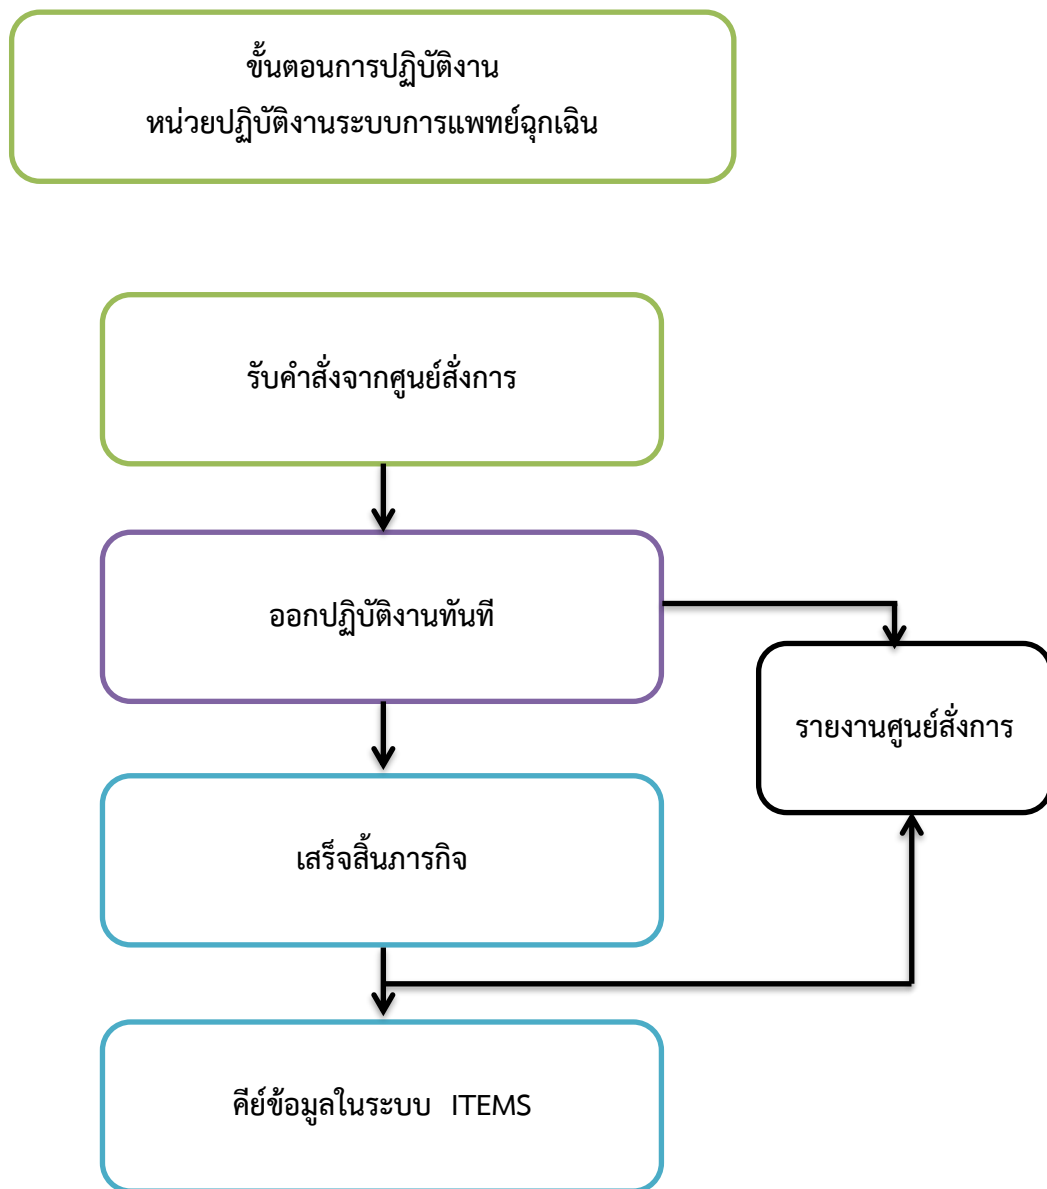 ขั้นตอนการปฏิบัติงาน
หน่วยปฏิบัติงานระบบการแพทย์ฉุกเฉิน
รับคำสั่งจากศูนย์สั่งการ
ออกปฏิบัติงานทันที
รายงานศูนย์สั่งการ
เสร็จสิ้นภารกิจ
คีย์ข้อมูลในระบบ ITEMS